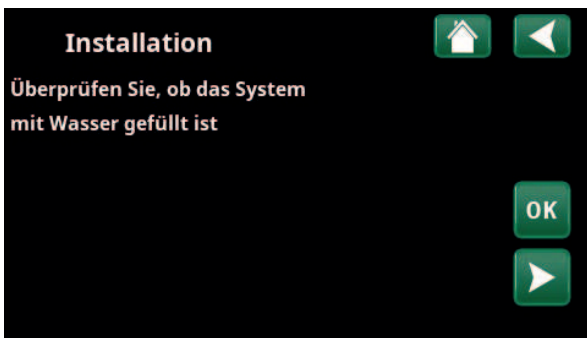 Installation
Überprüfen Sie, ob das System
mit Wasser gefüllt ist
OK